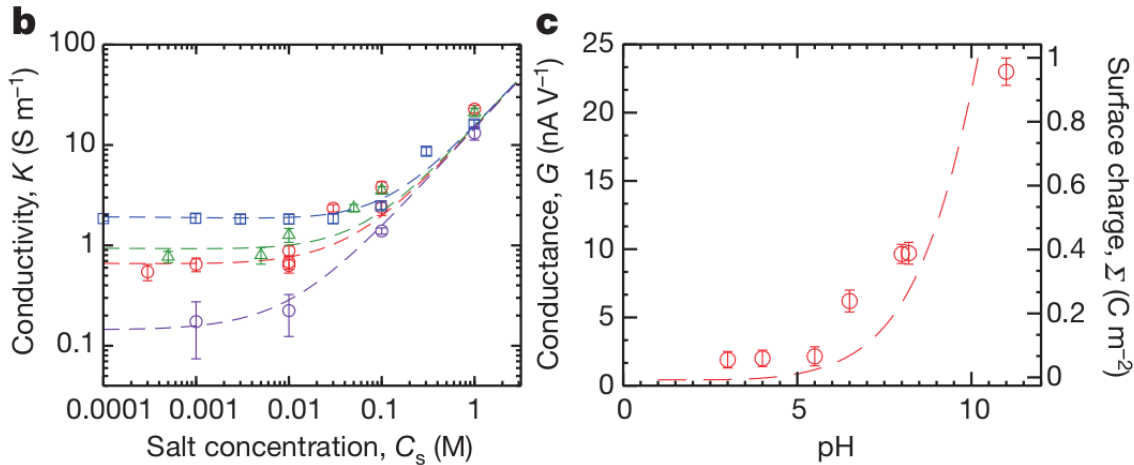 b
100
10
1
0.1
0.0001 0.001 0.01 0.1 1
Conductivity, K (S m⁻¹)
Salt concentration, Cₛ (M)
c
25
20
15
10
5
0
0 5 10
Conductance, G (nA V⁻¹)
pH
1
0.8
0.6
0.4
0.2
0
Surface charge, Σ (C m⁻²)